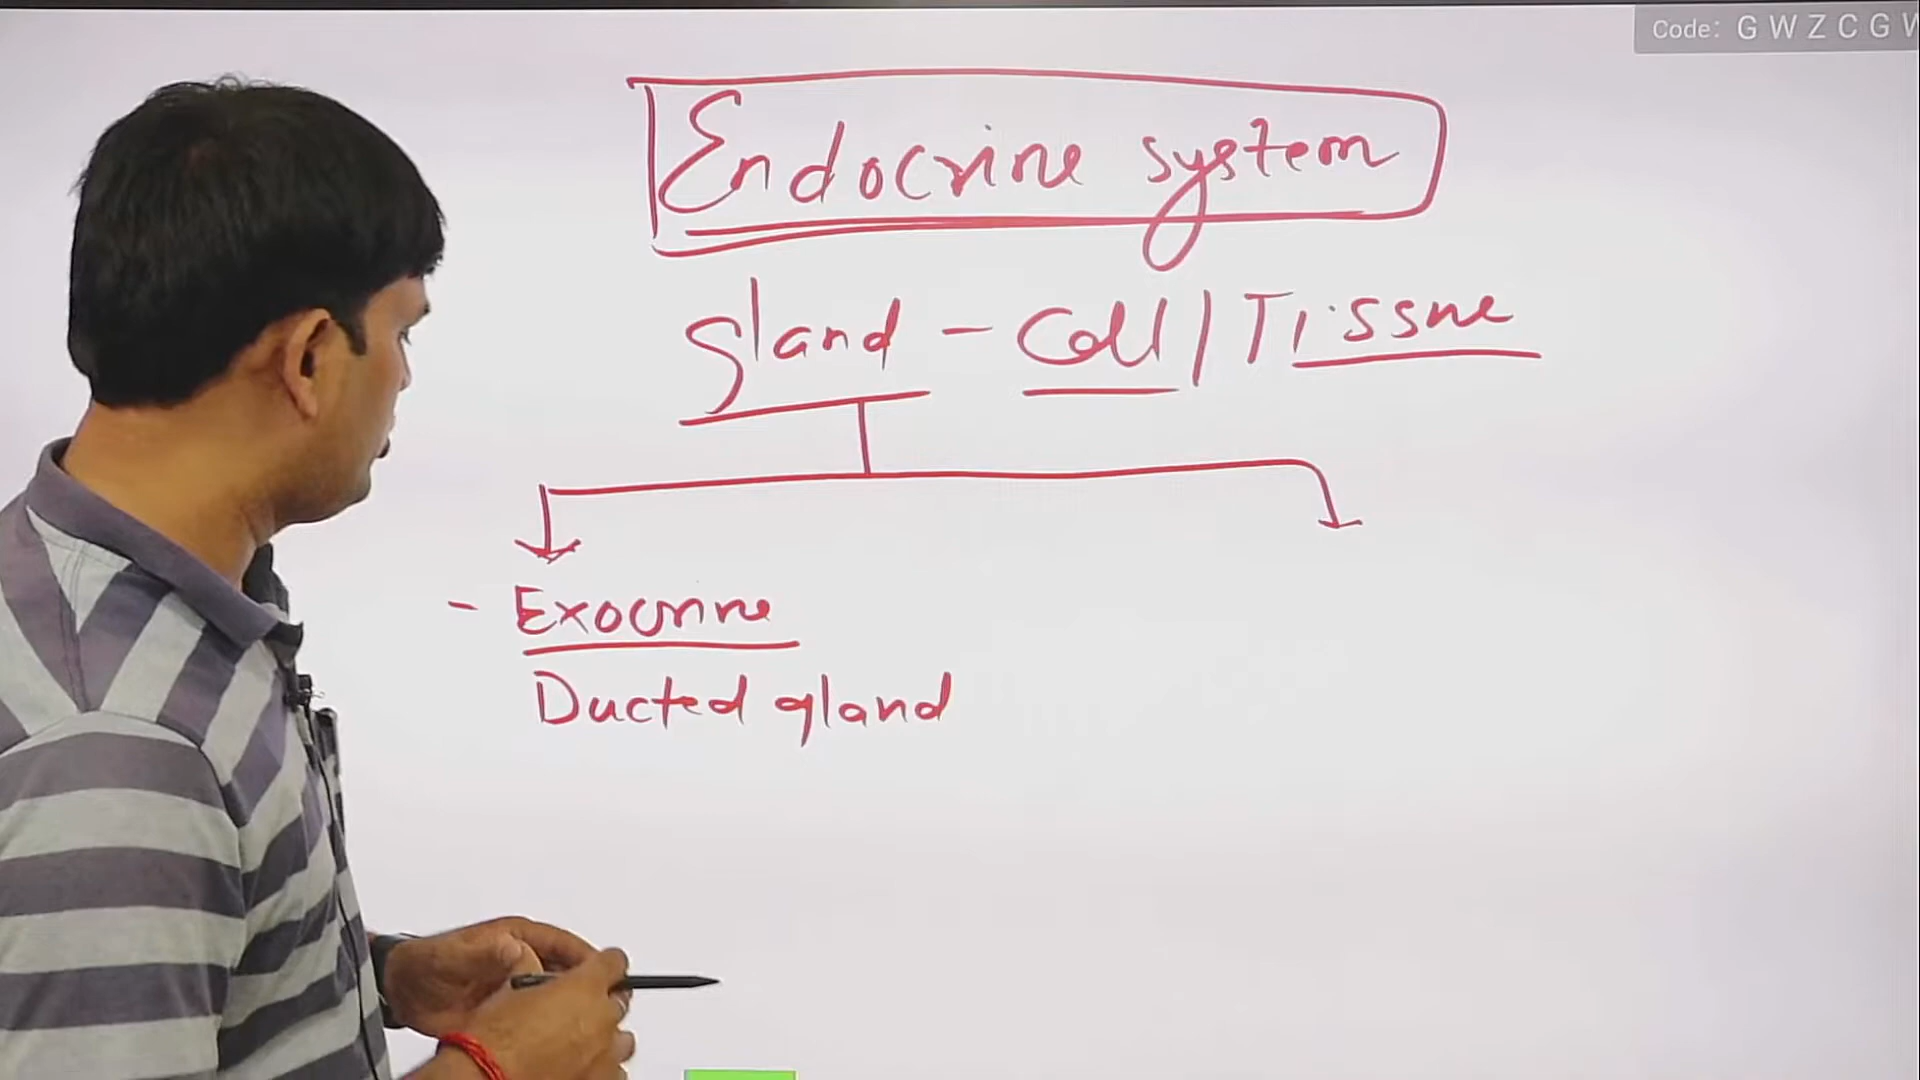 Code: G W Z C G W
Endocrine system
gland - Cell / Tissue
- Exocrine
Ducted gland